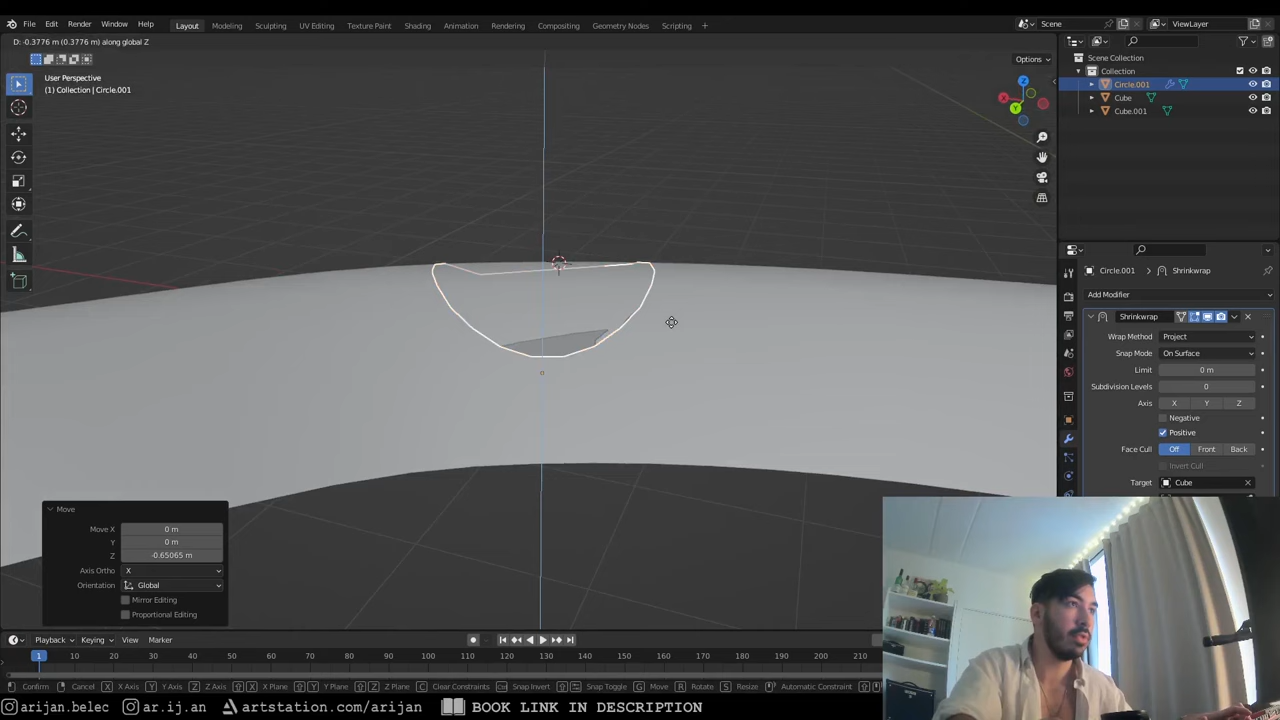 File Edit Render Window Help
Layout Modeling Sculpting UV Editing Texture Paint Shading Animation Rendering Compositing Geometry Nodes Scripting +
Scene ViewLayer
D: -0.3776 m (0.3776 m) along global Z
Options
User Perspective
(1) Collection | Circle.001
X
Y
Z
Scene Collection
Collection
Circle.001
Cube
Cube.001
Circle.001 > Shrinkwrap
Add Modifier
Shrinkwrap
Wrap Method Project
Snap Mode On Surface
Limit 0 m
Subdivision Levels 0
Axis X Y Z
Negative
Positive
Face Cull Off Front Back
Invert Cull
Target Cube
Move
Move X 0 m
Y 0 m
Z -0.65065 m
Axis Ortho X
Orientation Global
Mirror Editing
Proportional Editing
Playback Keying View Marker
1 10 20 30 40 50 60 70 80 90 100 110 120 130 140 150 160 170 180 190 200 210
Confirm Cancel X X Axis Y Y Axis Z Z Axis X X Plane Y Y Plane Z Z Plane C Clear Constraints Snap Invert Snap Toggle G Move R Rotate S Resize Automatic Constraint
arijan.belec ar.ij.an artstation.com/arijan BOOK LINK IN DESCRIPTION